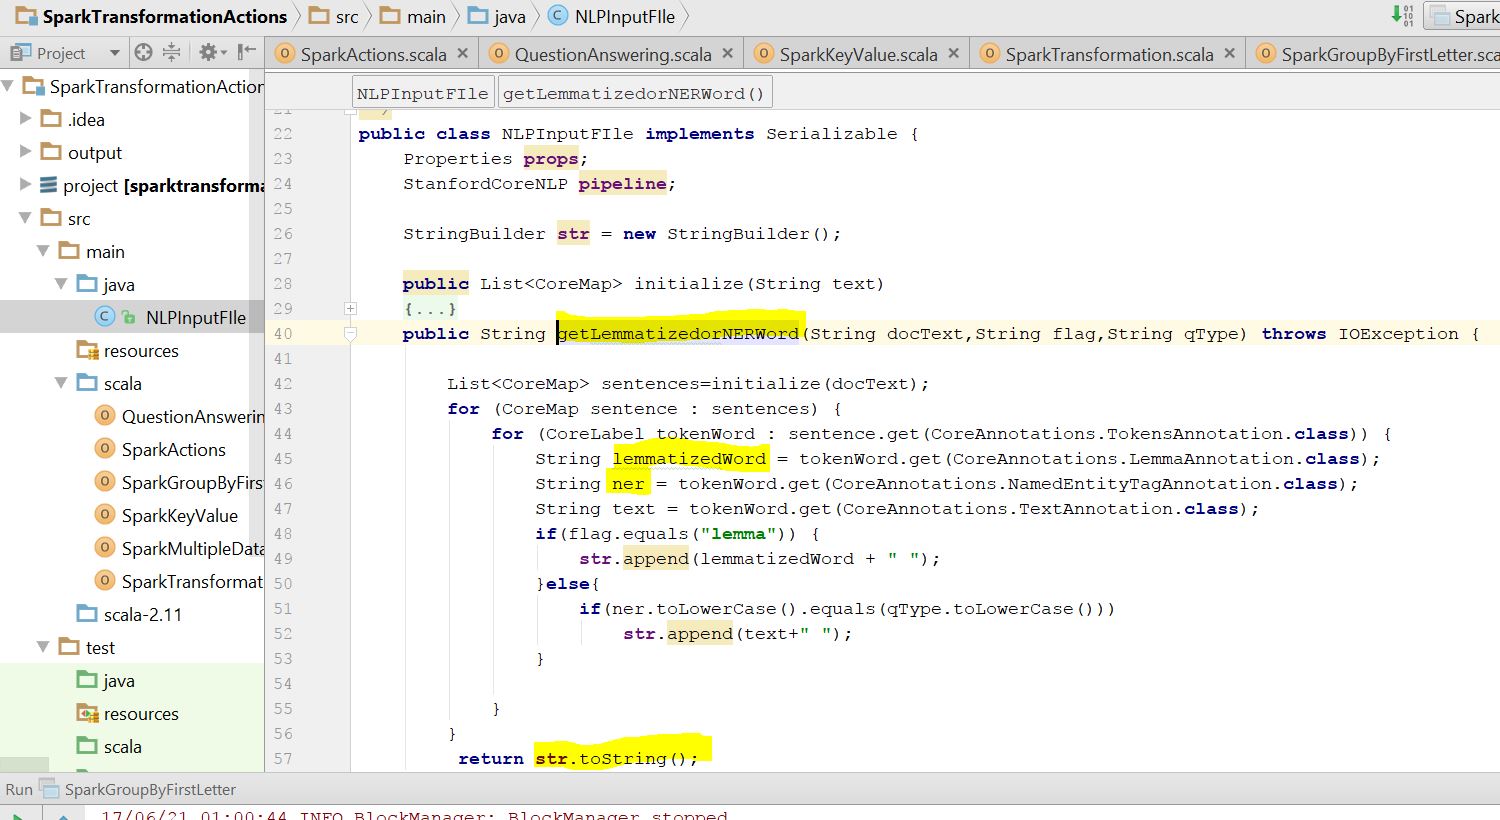 SparkTransformationActions src main java NLPInputFIle Spark
Project SparkActions.scala QuestionAnswering.scala SparkKeyValue.scala SparkTransformation.scala SparkGroupByFirstLetter.sca
NLPInputFIle getLemmatizedorNERWord()
SparkTransformationAction
.idea
output
project [sparktransforma
src
main
java
NLPInputFIle
resources
scala
QuestionAnswerin
SparkActions
SparkGroupByFirs
SparkKeyValue
SparkMultipleData
SparkTransformat
scala-2.11
test
java
resources
scala
21
22 public class NLPInputFIle implements Serializable {
23 Properties props;
24 StanfordCoreNLP pipeline;
25
26 StringBuilder str = new StringBuilder();
27
28 public List<CoreMap> initialize(String text)
29 {...}
40 public String getLemmatizedorNERWord(String docText,String flag,String qType) throws IOException {
41
42 List<CoreMap> sentences=initialize(docText);
43 for (CoreMap sentence : sentences) {
44 for (CoreLabel tokenWord : sentence.get(CoreAnnotations.TokensAnnotation.class)) {
45 String lemmatizedWord = tokenWord.get(CoreAnnotations.LemmaAnnotation.class);
46 String ner = tokenWord.get(CoreAnnotations.NamedEntityTagAnnotation.class);
47 String text = tokenWord.get(CoreAnnotations.TextAnnotation.class);
48 if(flag.equals("lemma")) {
49 str.append(lemmatizedWord + " ");
50 }else{
51 if(ner.toLowerCase().equals(qType.toLowerCase()))
52 str.append(text+" ");
53 }
54
55 }
56 }
57 return str.toString();
Run SparkGroupByFirstLetter
17/06/21 01:00:44 INFO BlockManager: BlockManager stopped